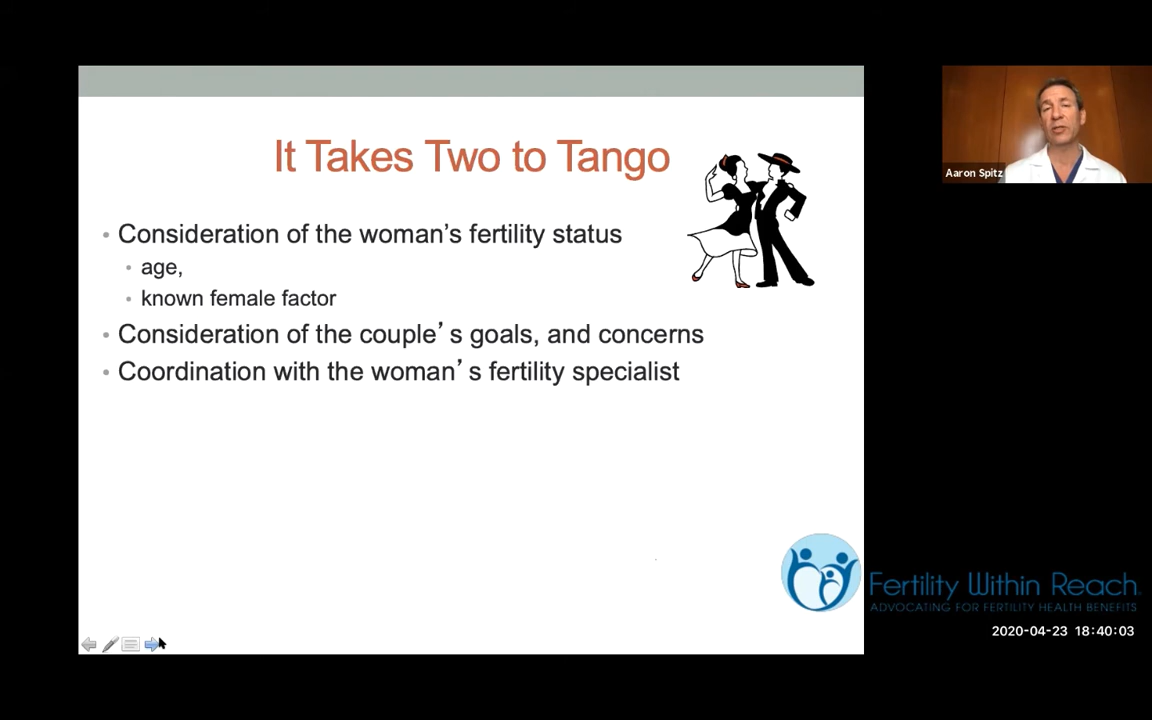 It Takes Two to Tango
Consideration of the woman's fertility status
age,
known female factor
Consideration of the couple's goals, and concerns
Coordination with the woman's fertility specialist
Aaron Spitz
Fertility Within Reach.
ADVOCATING FOR FERTILITY HEALTH BENEFITS
2020-04-23 18:40:03